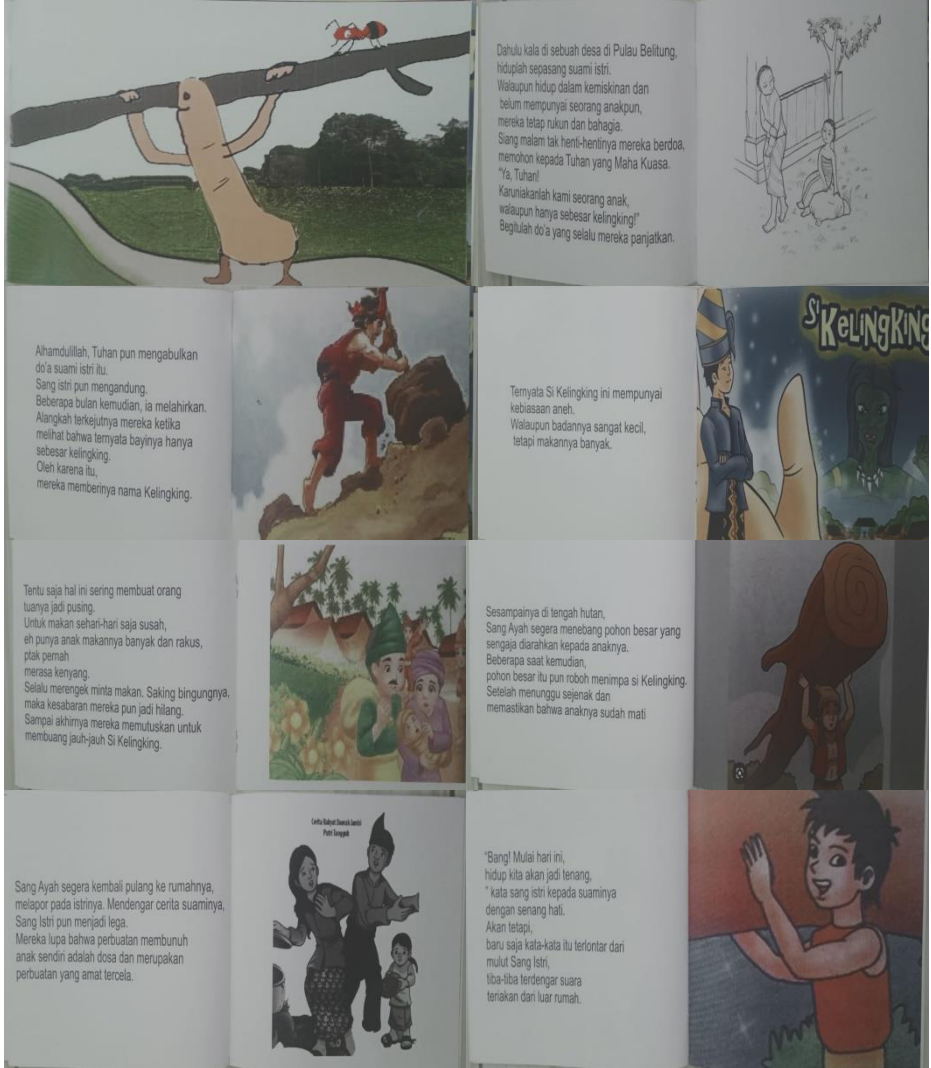 Dahulu kala di sebuah desa di Pulau Belitung,
hiduplah sepasang suami istri.
Walaupun hidup dalam kemiskinan dan
belum mempunyai seorang anakpun,
mereka tetap rukun dan bahagia.
Siang malam tak henti-hentinya mereka berdoa,
memohon kepada Tuhan yang Maha Kuasa.
"Ya, Tuhan!
Karuniakanlah kami seorang anak,
walaupun hanya sebesar kelingking!"
Begitulah do'a yang selalu mereka panjatkan.
Alhamdulillah, Tuhan pun mengabulkan
do'a suami istri itu.
Sang istri pun mengandung.
Beberapa bulan kemudian, ia melahirkan.
Alangkah terkejutnya mereka ketika
melihat bahwa ternyata bayinya hanya
sebesar kelingking.
Oleh karena itu,
mereka memberinya nama Kelingking.
Ternyata Si Kelingking ini mempunyai
kebiasaan aneh.
Walaupun badannya sangat kecil,
tetapi makannya banyak.
Si KELINGKING
Tentu saja hal ini sering membuat orang
tuanya jadi pusing.
Untuk makan sehari-hari saja susah,
eh punya anak makannya banyak dan rakus,
ptak pernah
merasa kenyang.
Selalu merengek minta makan. Saking bingungnya,
maka kesabaran mereka pun jadi hilang.
Sampai akhirnya mereka memutuskan untuk
membuang jauh-jauh Si Kelingking.
Sesampainya di tengah hutan,
Sang Ayah segera menebang pohon besar yang
sengaja diarahkan kepada anaknya.
Beberapa saat kemudian,
pohon besar itu pun roboh menimpa si Kelingking.
Setelah menunggu sejenak dan
memastikan bahwa anaknya sudah mati
Sang Ayah segera kembali pulang ke rumahnya,
melapor pada istrinya. Mendengar cerita suaminya,
Sang Istri pun menjadi lega.
Mereka lupa bahwa perbuatan membunuh
anak sendiri adalah dosa dan merupakan
perbuatan yang amat tercela.
Cerita Rakyat Daerah Jambi
Putri Tangguk
"Bang! Mulai hari ini,
hidup kita akan jadi tenang,
" kata sang istri kepada suaminya
dengan senang hati.
Akan tetapi,
baru saja kata-kata itu terlontar dari
mulut Sang Istri,
tiba-tiba terdengar suara
teriakan dari luar rumah.